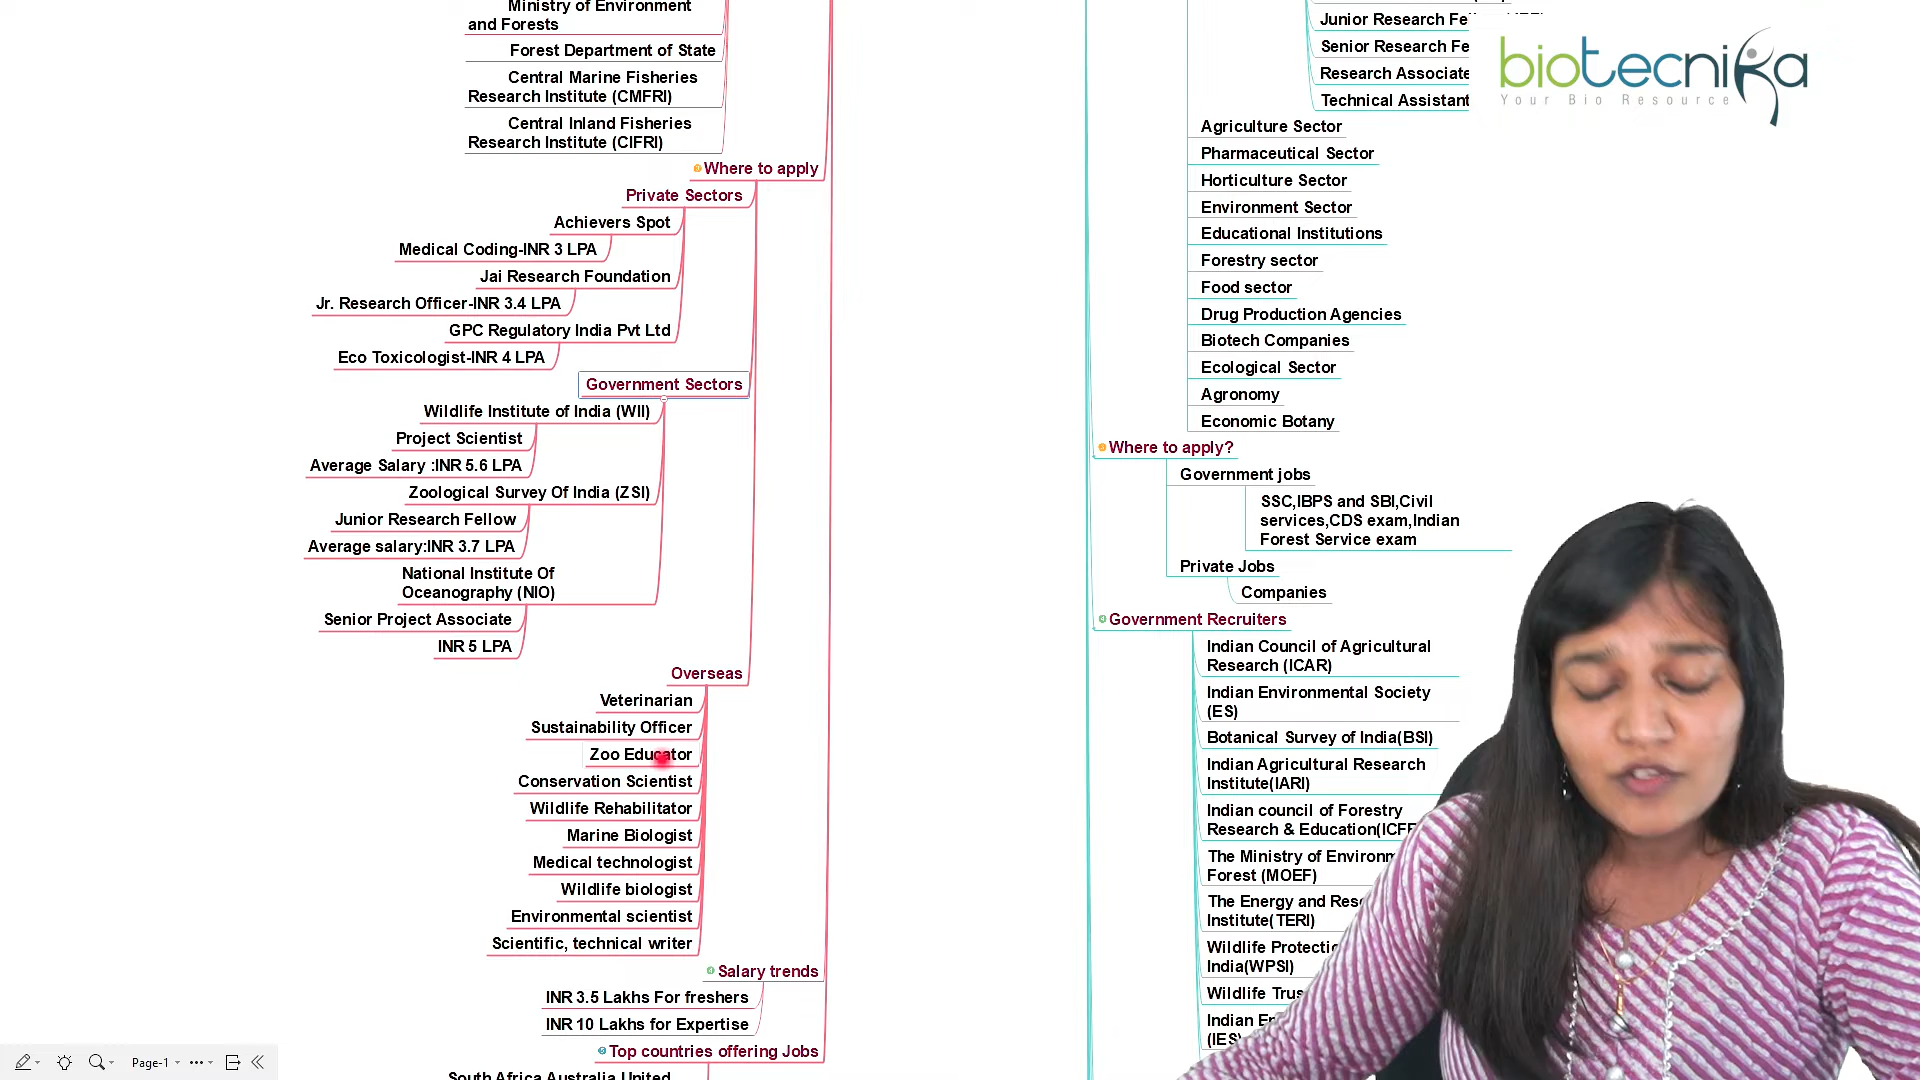 Ministry of Environment
and Forests
Forest Department of State
Central Marine Fisheries
Research Institute (CMFRI)
Central Inland Fisheries
Research Institute (CIFRI)
Where to apply
Private Sectors
Achievers Spot
Medical Coding-INR 3 LPA
Jai Research Foundation
Jr. Research Officer-INR 3.4 LPA
GPC Regulatory India Pvt Ltd
Eco Toxicologist-INR 4 LPA
Government Sectors
Wildlife Institute of India (WII)
Project Scientist
Average Salary :INR 5.6 LPA
Zoological Survey Of India (ZSI)
Junior Research Fellow
Average salary:INR 3.7 LPA
National Institute Of
Oceanography (NIO)
Senior Project Associate
INR 5 LPA
Overseas
Veterinarian
Sustainability Officer
Zoo Educator
Conservation Scientist
Wildlife Rehabilitator
Marine Biologist
Medical technologist
Wildlife biologist
Environmental scientist
Scientific, technical writer
Salary trends
INR 3.5 Lakhs For freshers
INR 10 Lakhs for Expertise
Top countries offering Jobs
South Africa Australia United
Page-1
Junior Research Fe
Senior Research Fe
Research Associate
Technical Assistant
Agriculture Sector
Pharmaceutical Sector
Horticulture Sector
Environment Sector
Educational Institutions
Forestry sector
Food sector
Drug Production Agencies
Biotech Companies
Ecological Sector
Agronomy
Economic Botany
Where to apply?
Government jobs
SSC,IBPS and SBI,Civil
services,CDS exam,Indian
Forest Service exam
Private Jobs
Companies
Government Recruiters
Indian Council of Agricultural
Research (ICAR)
Indian Environmental Society
(ES)
Botanical Survey of India(BSI)
Indian Agricultural Research
Institute(IARI)
Indian council of Forestry
Research & Education(ICF
The Ministry of Environm
Forest (MOEF)
The Energy and Res
Institute(TERI)
Wildlife Protecti
India(WPSI)
Wildlife Trus
Indian E
(IES)
biotecnika
Your Bio Resource